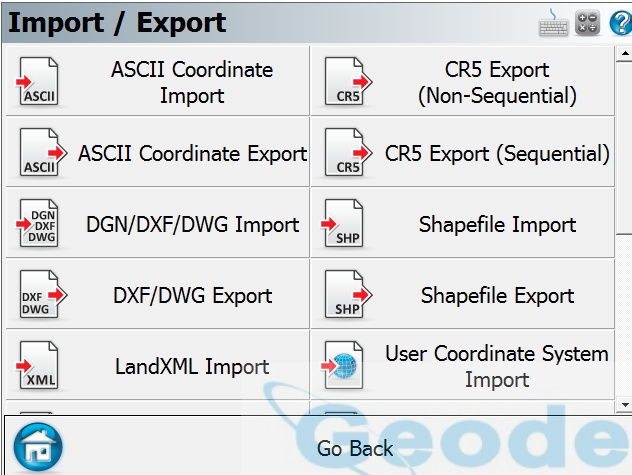 Import / Export
?
ASCII
ASCII Coordinate
Import
CR5
CR5 Export
(Non-Sequential)
ASCII
ASCII Coordinate Export
CR5
CR5 Export (Sequential)
DGN
DXF
DWG
DGN/DXF/DWG Import
SHP
Shapefile Import
DXF
DWG
DXF/DWG Export
SHP
Shapefile Export
XML
LandXML Import
User Coordinate System
Import
Go Back
Geode